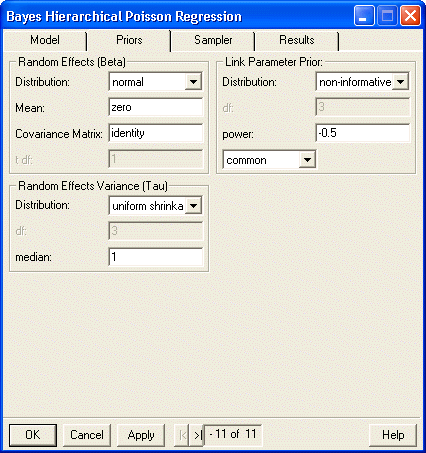 Bayes Hierarchical Poisson Regression
Model Priors Sampler Results
Random Effects (Beta)
Distribution: normal
Mean: zero
Covariance Matrix: identity
t df: 1
Random Effects Variance (Tau)
Distribution: uniform shrinka
df: 3
median: 1
Link Parameter Prior:
Distribution: non-informative
df: 3
power: -0.5
common
OK Cancel Apply |< >| - 11 of 11 Help